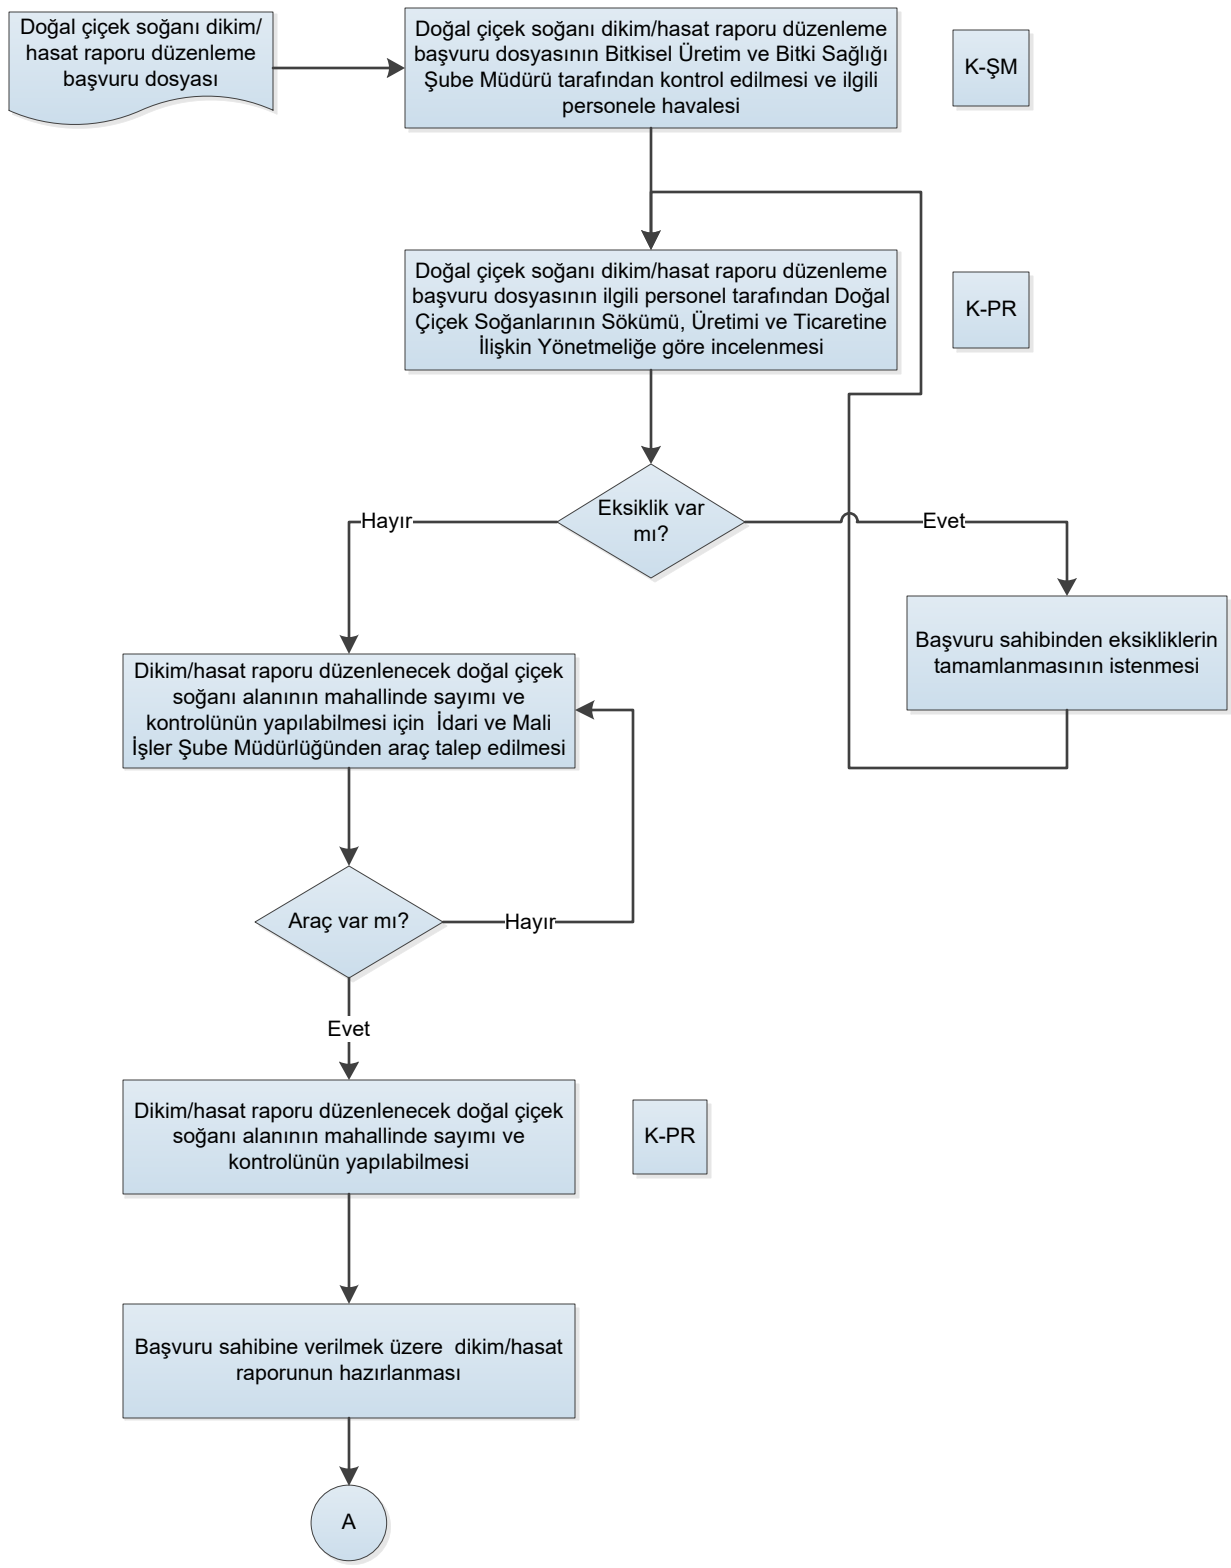 Doğal çiçek soğanı dikim/
hasat raporu düzenleme
başvuru dosyası
Doğal çiçek soğanı dikim/hasat raporu düzenleme
başvuru dosyasının Bitkisel Üretim ve Bitki Sağlığı
Şube Müdürü tarafından kontrol edilmesi ve ilgili
personele havalesi
K-ŞM
Doğal çiçek soğanı dikim/hasat raporu düzenleme
başvuru dosyasının ilgili personel tarafından Doğal
Çiçek Soğanlarının Sökümü, Üretimi ve Ticaretine
İlişkin Yönetmeliğe göre incelenmesi
K-PR
Eksiklik var
mı?
Hayır
Evet
Başvuru sahibinden eksikliklerin
tamamlanmasının istenmesi
Dikim/hasat raporu düzenlenecek doğal çiçek
soğanı alanının mahallinde sayımı ve
kontrolünün yapılabilmesi için  İdari ve Mali
İşler Şube Müdürlüğünden araç talep edilmesi
Araç var mı?
Hayır
Evet
Dikim/hasat raporu düzenlenecek doğal çiçek
soğanı alanının mahallinde sayımı ve
kontrolünün yapılabilmesi
K-PR
Başvuru sahibine verilmek üzere  dikim/hasat
raporunun hazırlanması
A